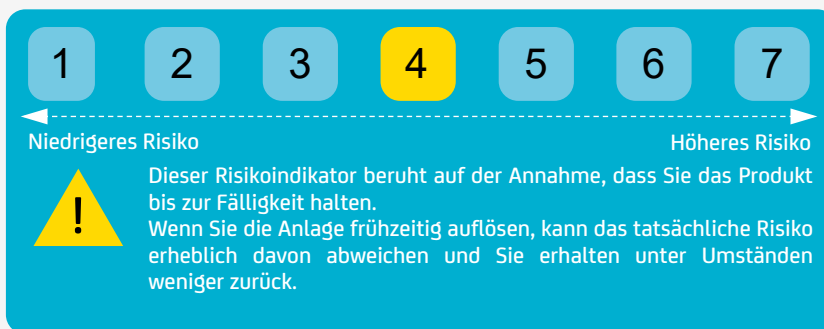 1 2 3 4 5 6 7
Niedrigeres Risiko Höheres Risiko
! Dieser Risikoindikator beruht auf der Annahme, dass Sie das Produkt
bis zur Fälligkeit halten.
Wenn Sie die Anlage frühzeitig auflösen, kann das tatsächliche Risiko
erheblich davon abweichen und Sie erhalten unter Umständen
weniger zurück.